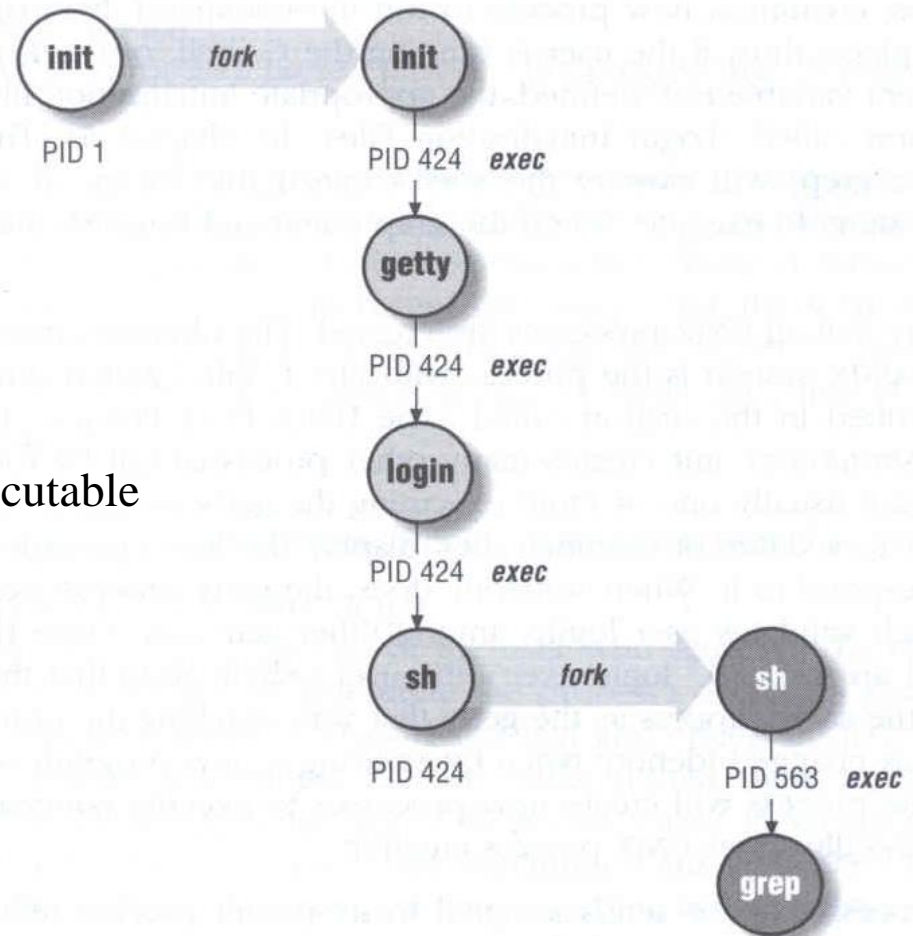 init fork init
PID 1
PID 424 exec
getty
PID 424 exec
login
cutable
PID 424 exec
sh fork sh
PID 424
PID 563 exec
grep